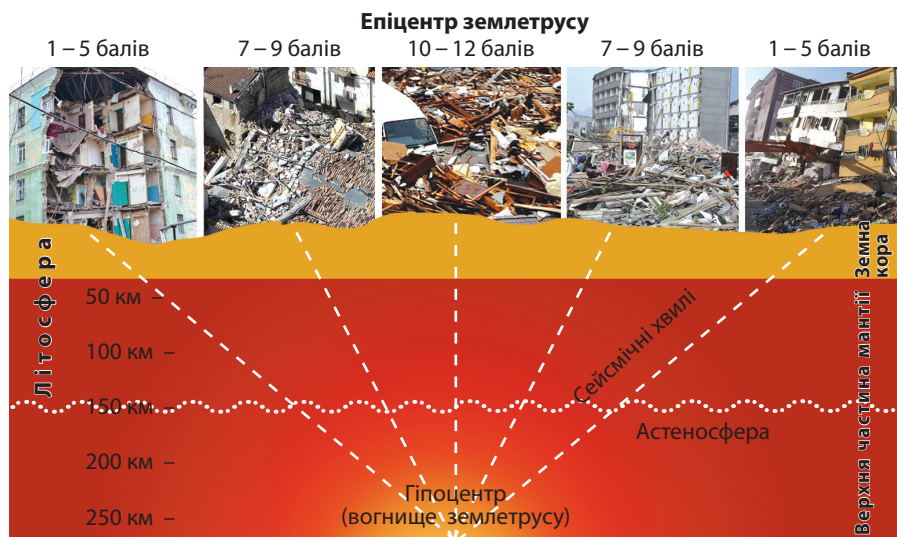 Епіцентр землетрусу
1 – 5 балів
7 – 9 балів
10 – 12 балів
7 – 9 балів
1 – 5 балів
Літосфера
Земна
кора
50 км
100 км
150 км
200 км
250 км
Сейсмічні хвилі
Астеносфера
Верхня частина мантії
Гіпоцентр
(вогнище землетрусу)